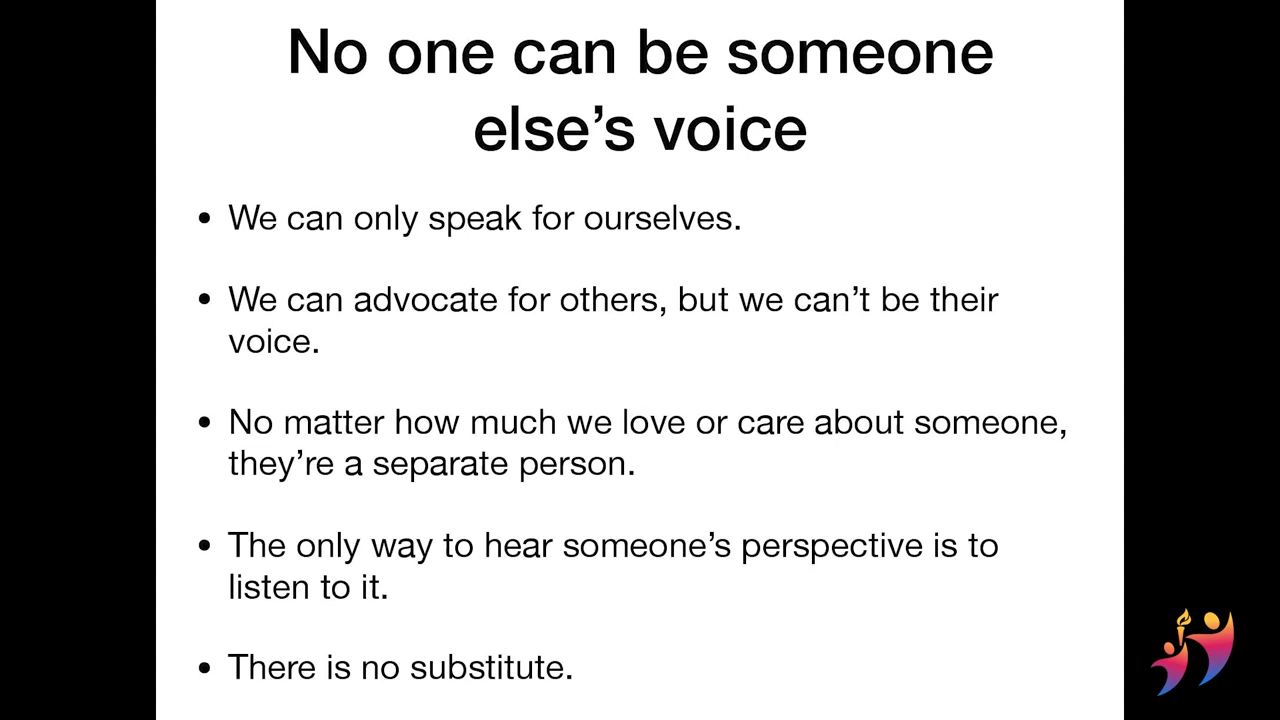 No one can be someone
else’s voice
• We can only speak for ourselves.
• We can advocate for others, but we can’t be their
voice.
• No matter how much we love or care about someone,
they’re a separate person.
• The only way to hear someone’s perspective is to
listen to it.
• There is no substitute.